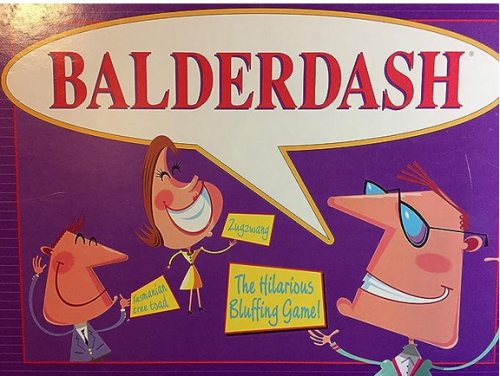 BALDERDASH
Zugzwang
Tasmanian
tree toad
The Hilarious
Bluffing Game!